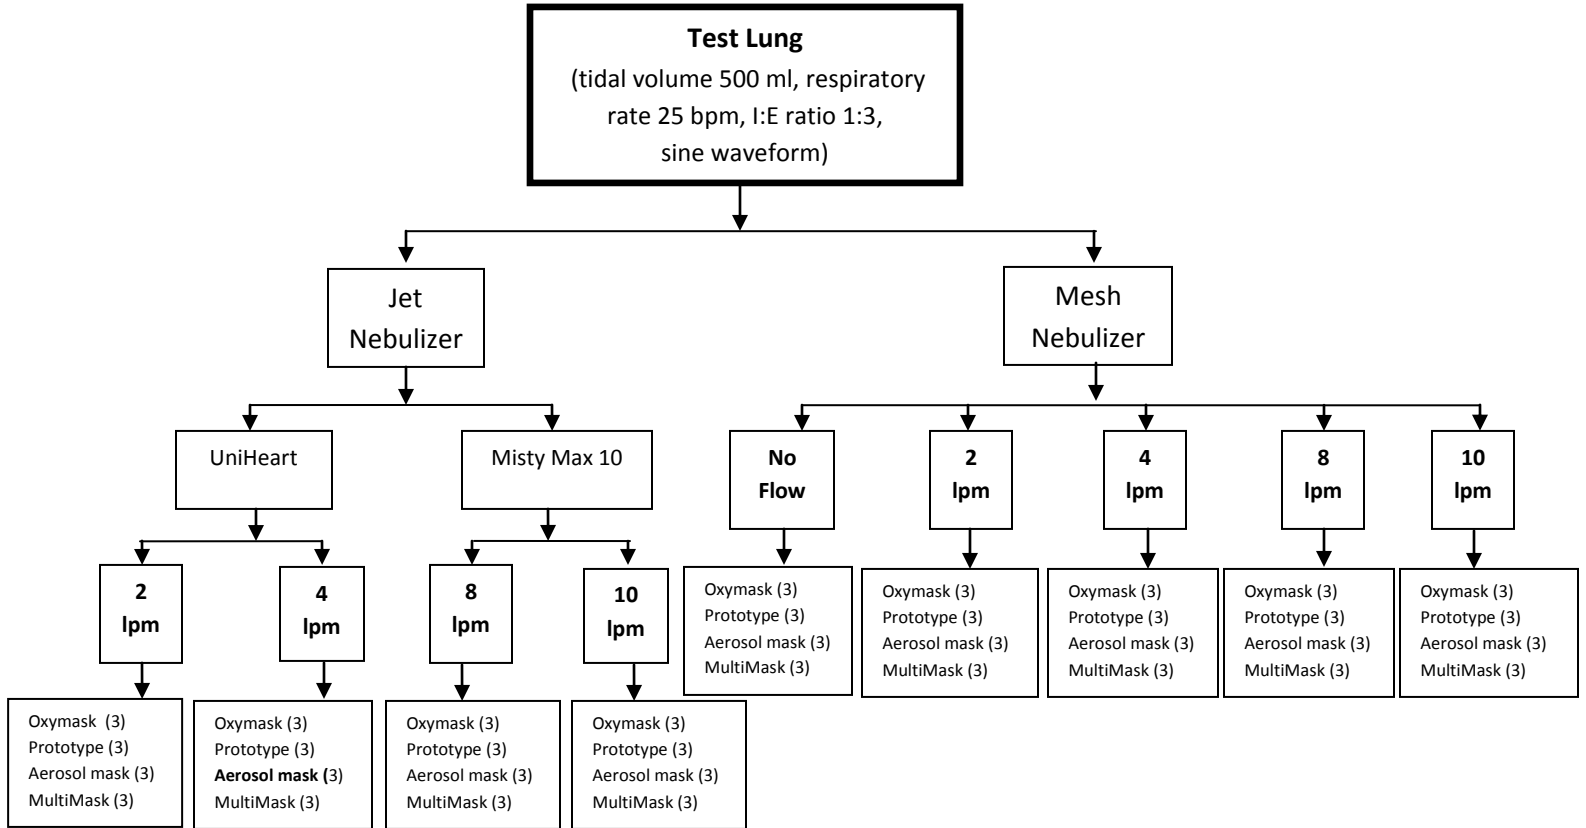 Test Lung
(tidal volume 500 ml, respiratory
rate 25 bpm, I:E ratio 1:3,
sine waveform)
Jet
Nebulizer
Mesh
Nebulizer
UniHeart
Misty Max 10
No
Flow
2
lpm
4
lpm
8
lpm
10
lpm
2
lpm
4
lpm
8
lpm
10
lpm
Oxymask (3)
Prototype (3)
Aerosol mask (3)
MultiMask (3)
Oxymask (3)
Prototype (3)
Aerosol mask (3)
MultiMask (3)
Oxymask (3)
Prototype (3)
Aerosol mask (3)
MultiMask (3)
Oxymask (3)
Prototype (3)
Aerosol mask (3)
MultiMask (3)
Oxymask (3)
Prototype (3)
Aerosol mask (3)
MultiMask (3)
Oxymask  (3)
Prototype (3)
Aerosol mask (3)
MultiMask (3)
Oxymask (3)
Prototype (3)
Aerosol mask (3)
MultiMask (3)
Oxymask (3)
Prototype (3)
Aerosol mask (3)
MultiMask (3)
Oxymask (3)
Prototype (3)
Aerosol mask (3)
MultiMask (3)